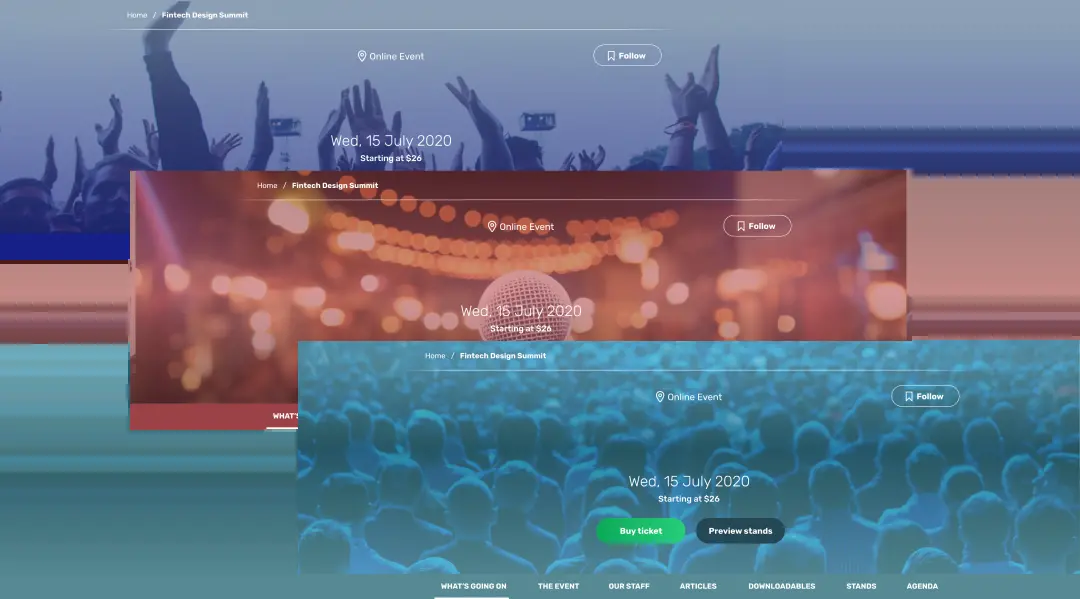 Home / Fintech Design Summit
Online Event
Follow
Wed, 15 July 2020
Starting at $26
Home / Fintech Design Summit
Online Event
Follow
Wed, 15 July 2020
Starting at $26
WHAT'S
Home / Fintech Design Summit
Online Event
Follow
Wed, 15 July 2020
Starting at $26
Buy ticket Preview stands
WHAT'S GOING ON THE EVENT OUR STAFF ARTICLES DOWNLOADABLES STANDS AGENDA